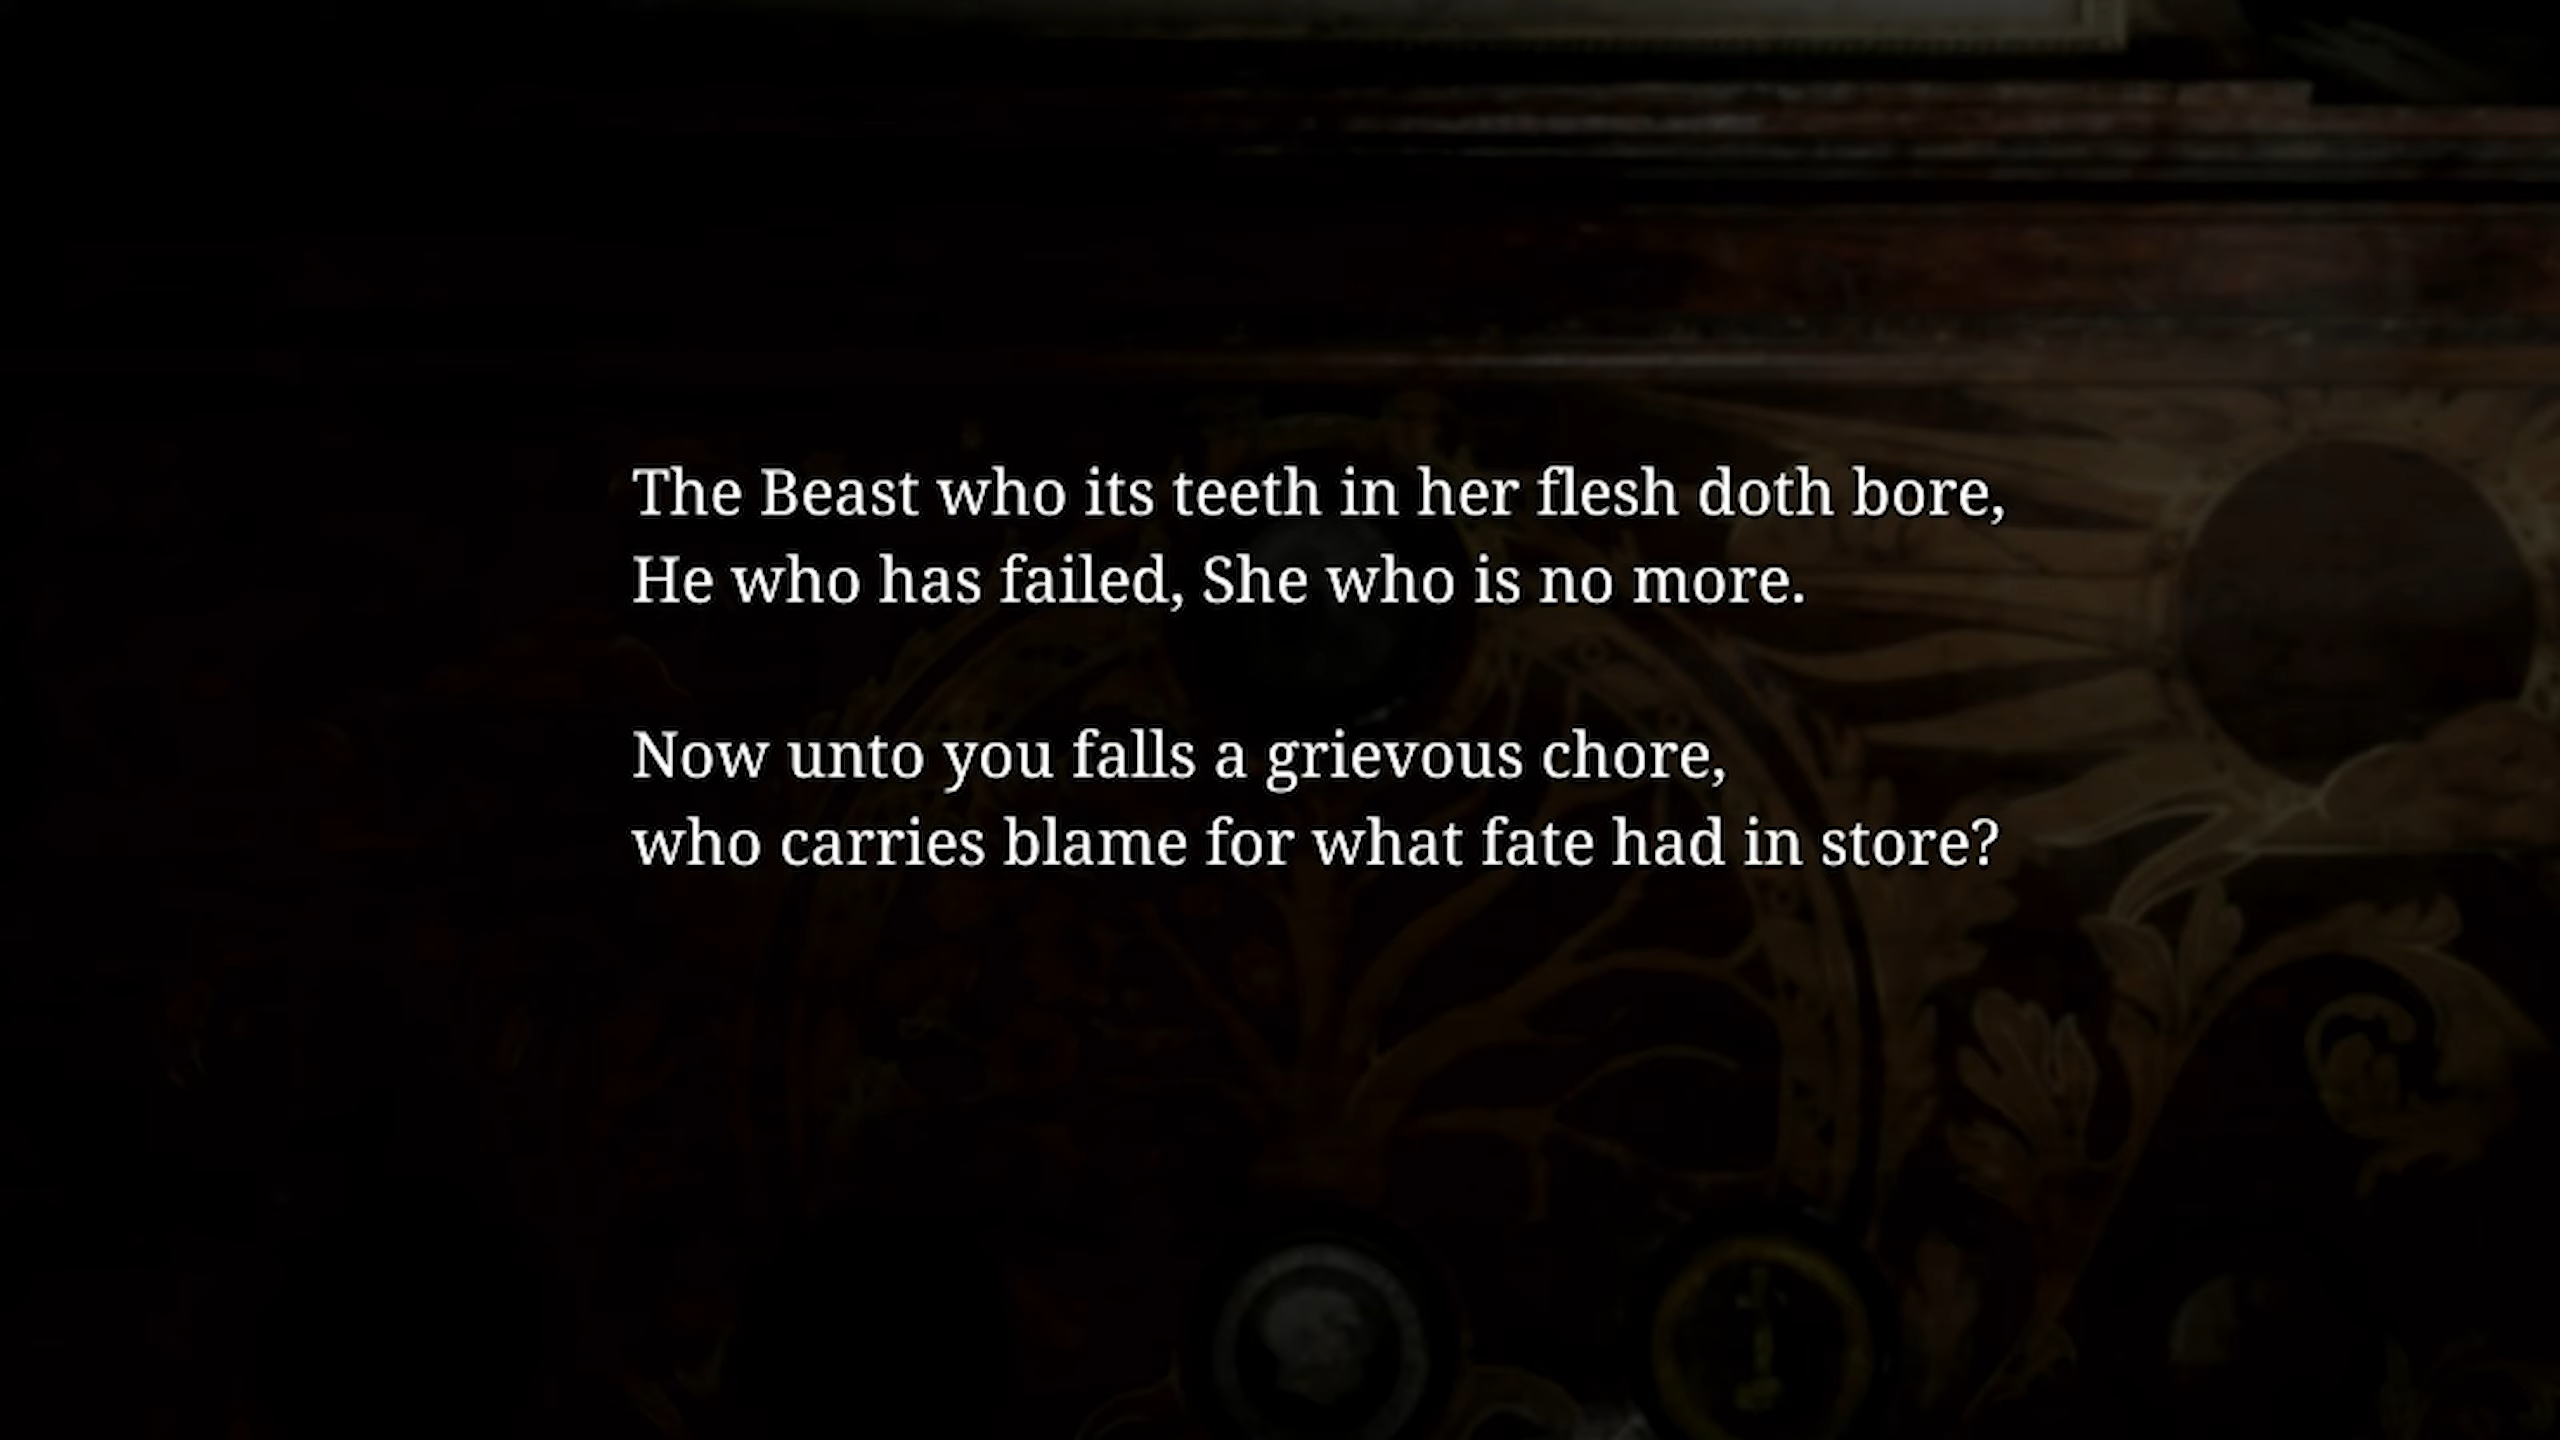 The Beast who its teeth in her flesh doth bore,
He who has failed, She who is no more.
Now unto you falls a grievous chore,
who carries blame for what fate had in store?